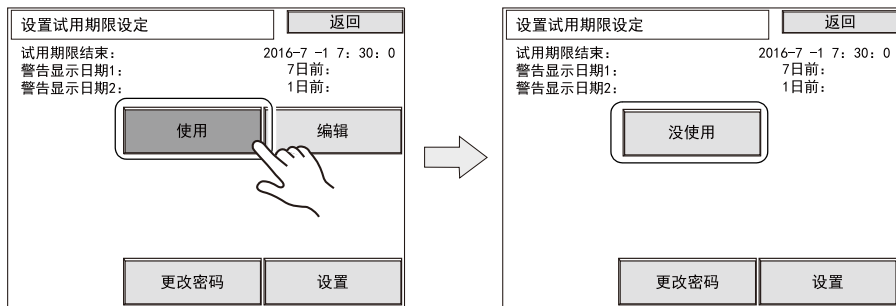 设置试用期限设定 返回
试用期限结束： 2016-7 -1 7：30：0
警告显示日期1： 7日前：
警告显示日期2： 1日前：
使用 编辑
更改密码 设置
设置试用期限设定 返回
试用期限结束： 2016-7 -1 7：30：0
警告显示日期1： 7日前：
警告显示日期2： 1日前：
没使用
更改密码 设置